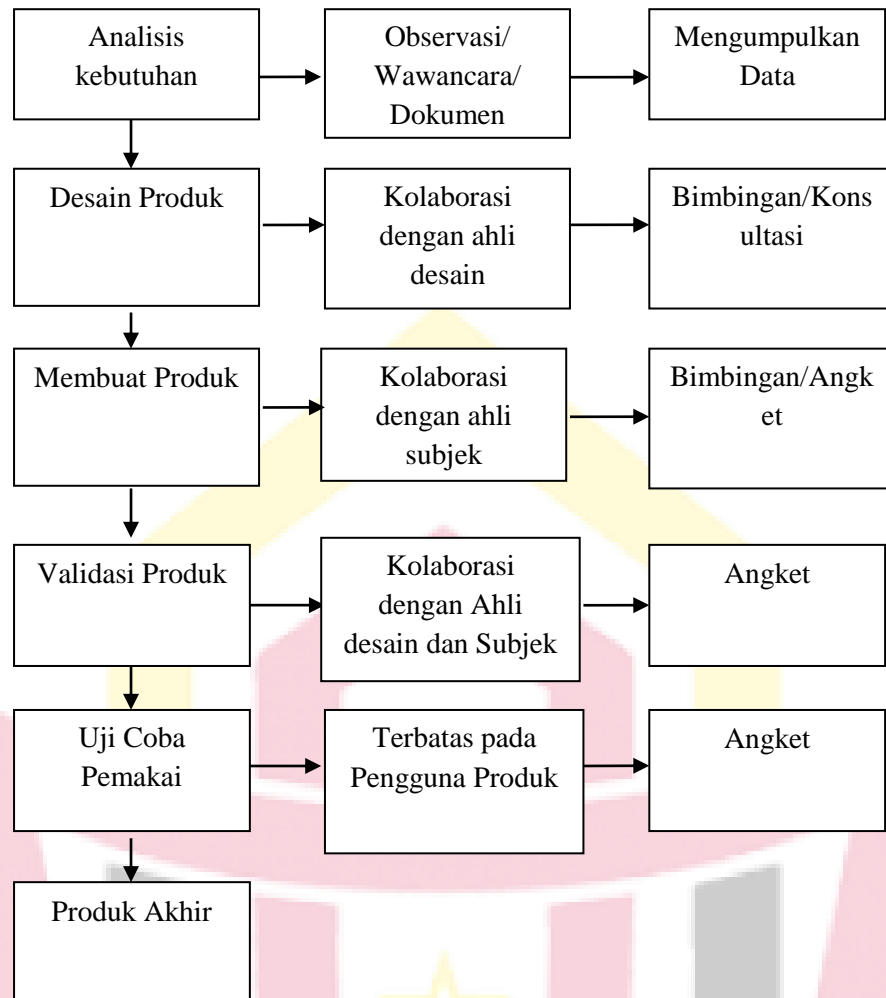 Analisis
kebutuhan
Observasi/
Wawancara/
Dokumen
Mengumpulkan
Data
Desain Produk
Kolaborasi
dengan ahli
desain
Bimbingan/Kons
ultasi
Membuat Produk
Kolaborasi
dengan ahli
subjek
Bimbingan/Angk
et
Validasi Produk
Kolaborasi
dengan Ahli
desain dan Subjek
Angket
Uji Coba
Pemakai
Terbatas pada
Pengguna Produk
Angket
Produk Akhir